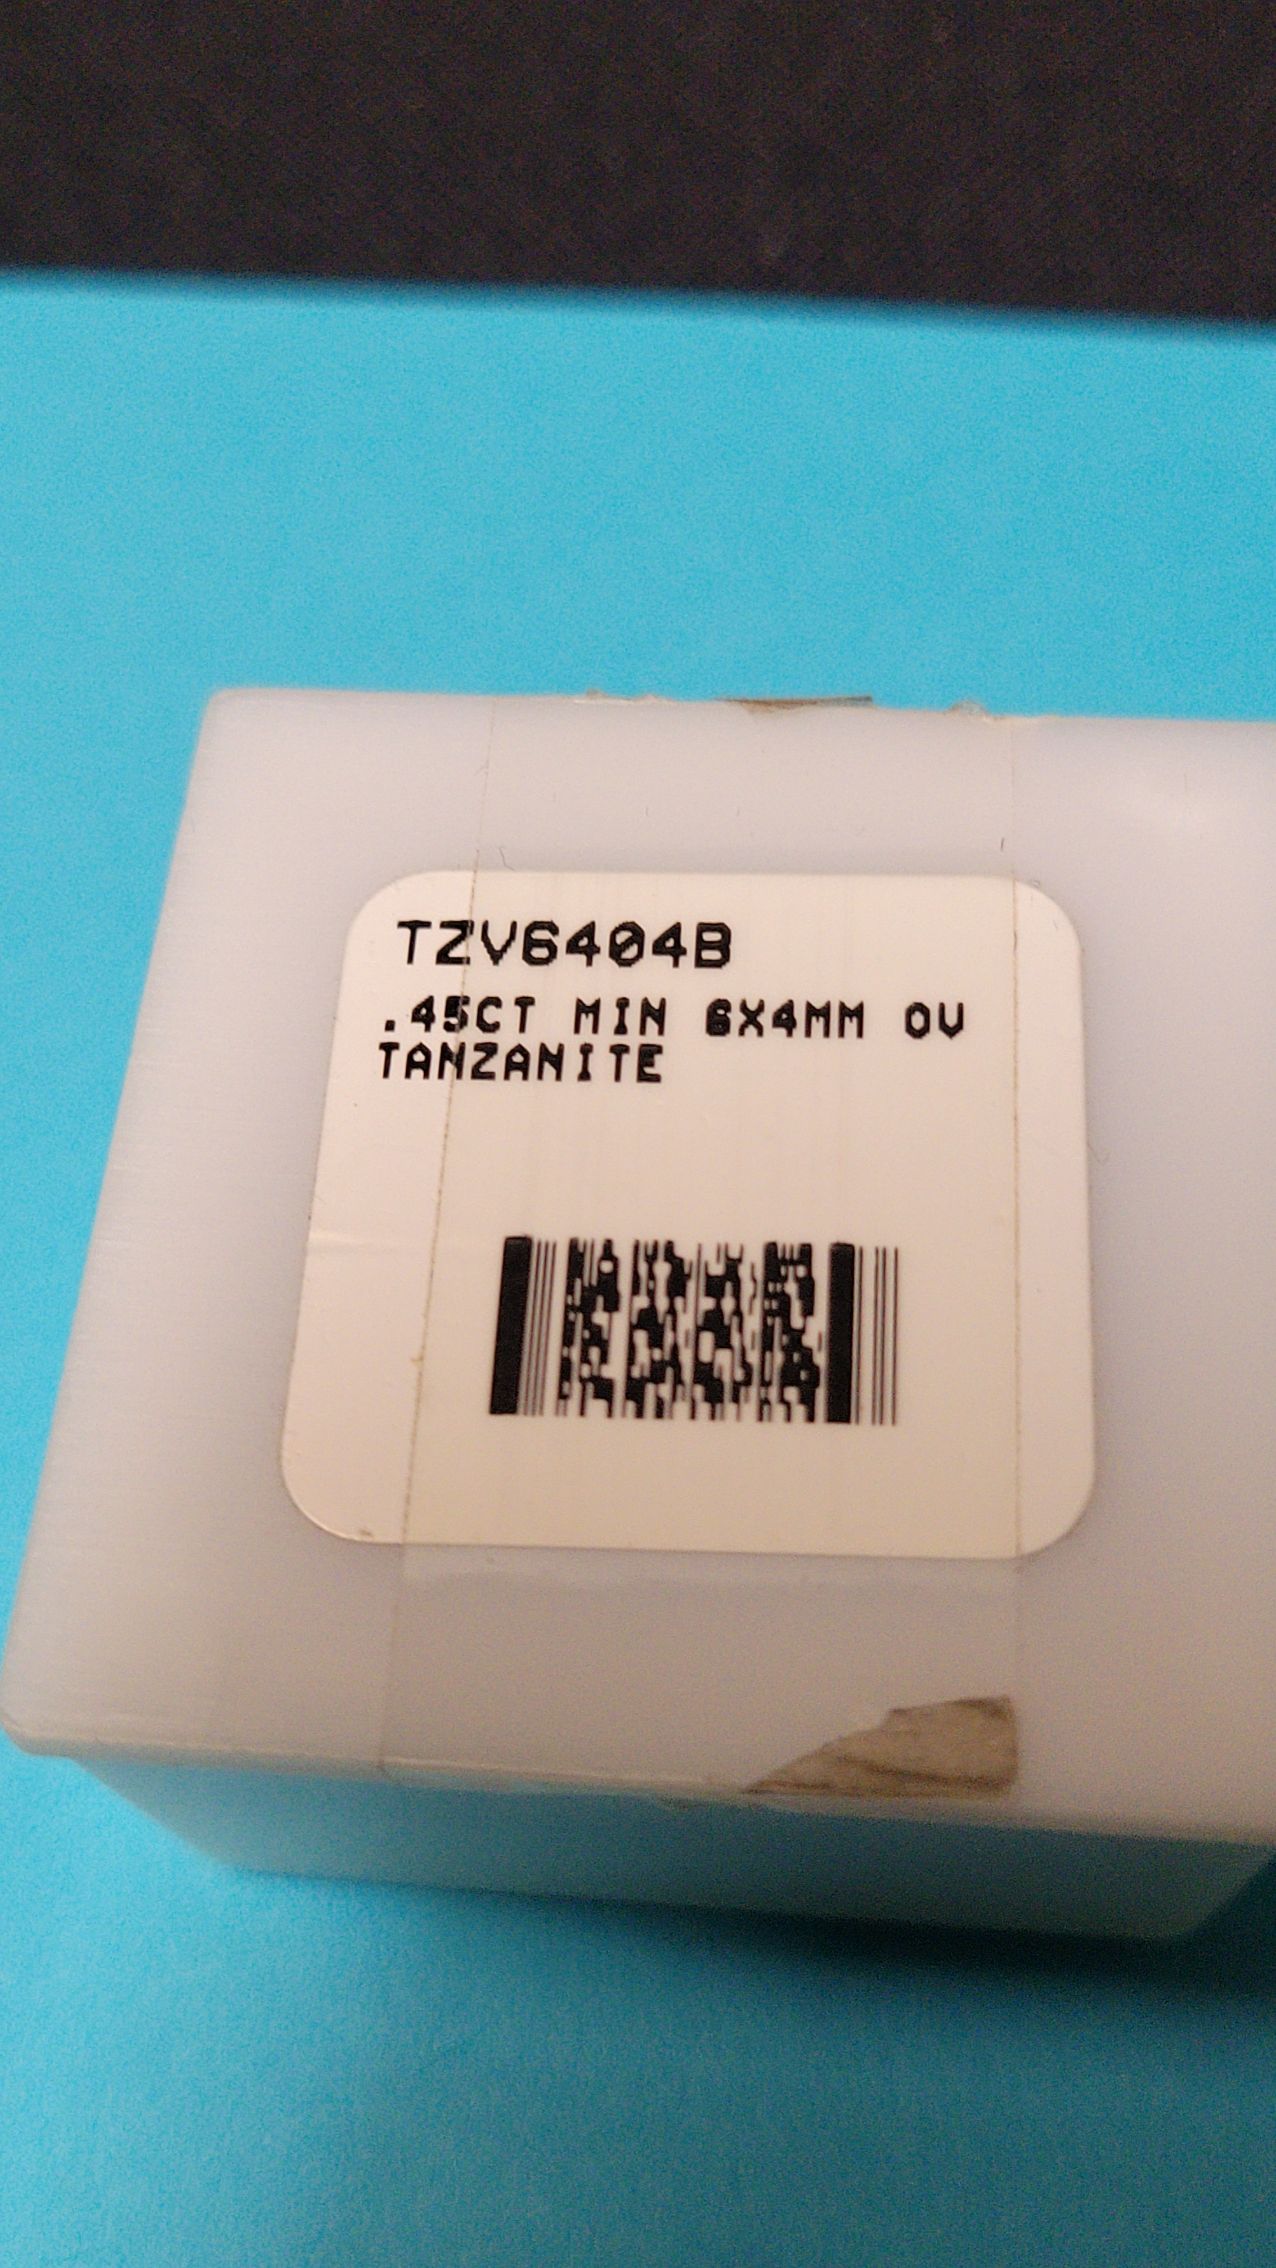 TZV6404B
.45CT MIN 6X4MM OV
TANZANITE